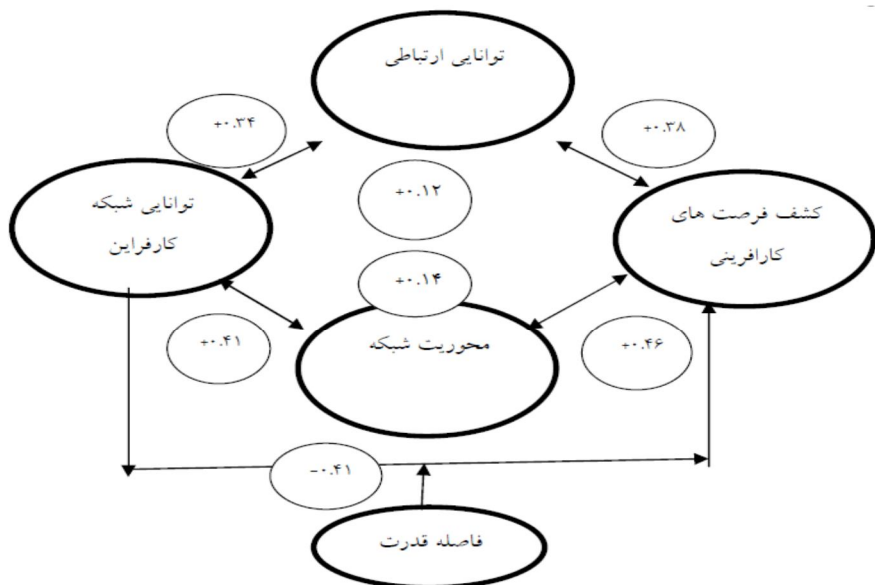 توانایی ارتباطی
+۰.۳۴
+۰.۳۸
توانایی شبکه
کارفراین
+۰.۱۲
کشف فرصت های
کارافرینی
+۰.۱۴
+۰.۴۱
محوریت شبکه
+۰.۴۶
-۰.۴۱
فاصله قدرت